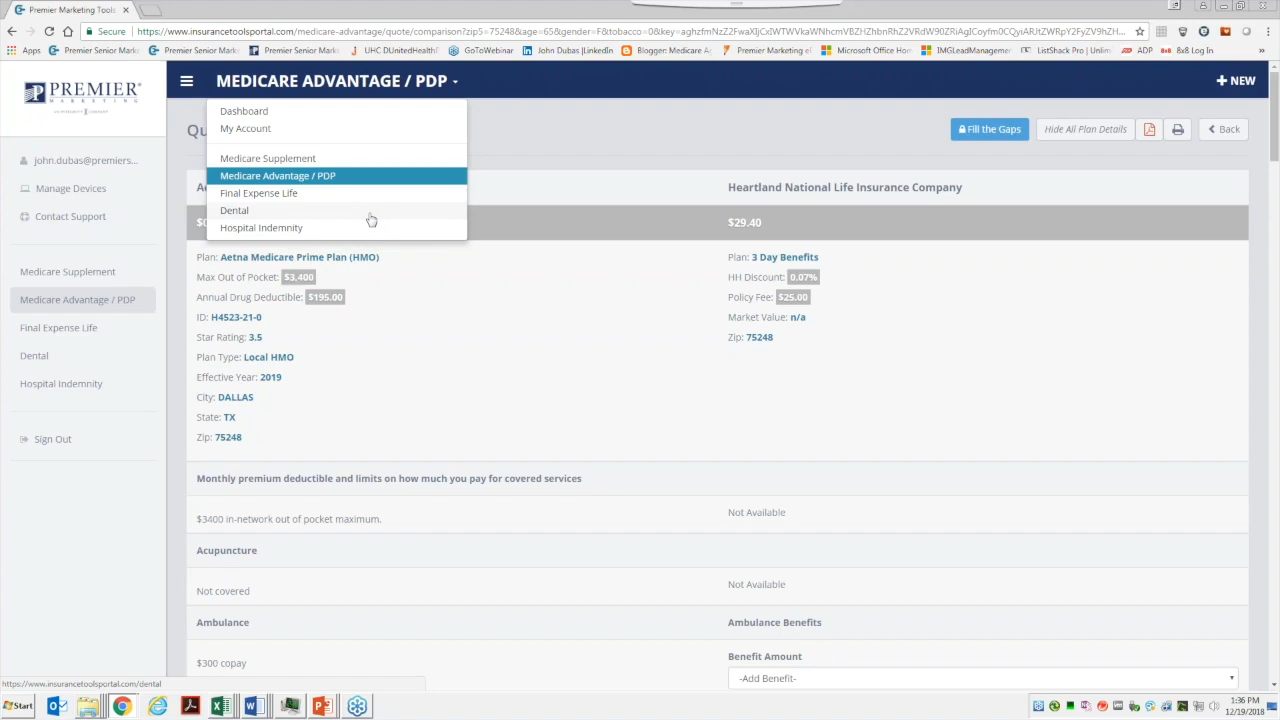 Premier Marketing Tools
Secure
https://www.insurancetoolsportal.com/medicare-advantage/quote/comparison?zip5=75248&age=65&gender=F&tobacco=0&key=
Apps
Premier Senior Mark
Premier Senior Mark
Premier Senior Mark
UHC DUnitedHealth
GoToWebinar
John Dubas |LinkedIn
Blogger: Medicare
Premier Marketing el
Microsoft Office Hom
IMGLeadManagemen
ListShack Pro | Unlim
ADP
8x8 Log In
PREMIER
MARKETING
MEDICARE ADVANTAGE / PDP
NEW
Dashboard
My Account
Medicare Supplement
Medicare Advantage / PDP
Final Expense Life
Dental
Hospital Indemnity
Qu
Fill the Gaps
Hide All Plan Details
Back
john.dubas@premiers...
Manage Devices
Contact Support
Medicare Supplement
Medicare Advantage / PDP
Final Expense Life
Dental
Hospital Indemnity
Sign Out
Heartland National Life Insurance Company
$29.40
Plan: Aetna Medicare Prime Plan (HMO)
Max Out of Pocket: $3,400
Annual Drug Deductible: $195.00
ID: H4523-21-0
Star Rating: 3.5
Plan Type: Local HMO
Effective Year: 2019
City: DALLAS
State: TX
Zip: 75248
Plan: 3 Day Benefits
HH Discount: 0.07%
Policy Fee: $25.00
Market Value: n/a
Zip: 75248
Monthly premium deductible and limits on how much you pay for covered services
$3400 in-network out of pocket maximum.
Not Available
Acupuncture
Not covered
Not Available
Ambulance
Ambulance Benefits
$300 copay
Benefit Amount
-Add Benefit-
https://www.insurancetoolsportal.com/dental
Start
1:36 PM
12/19/2018